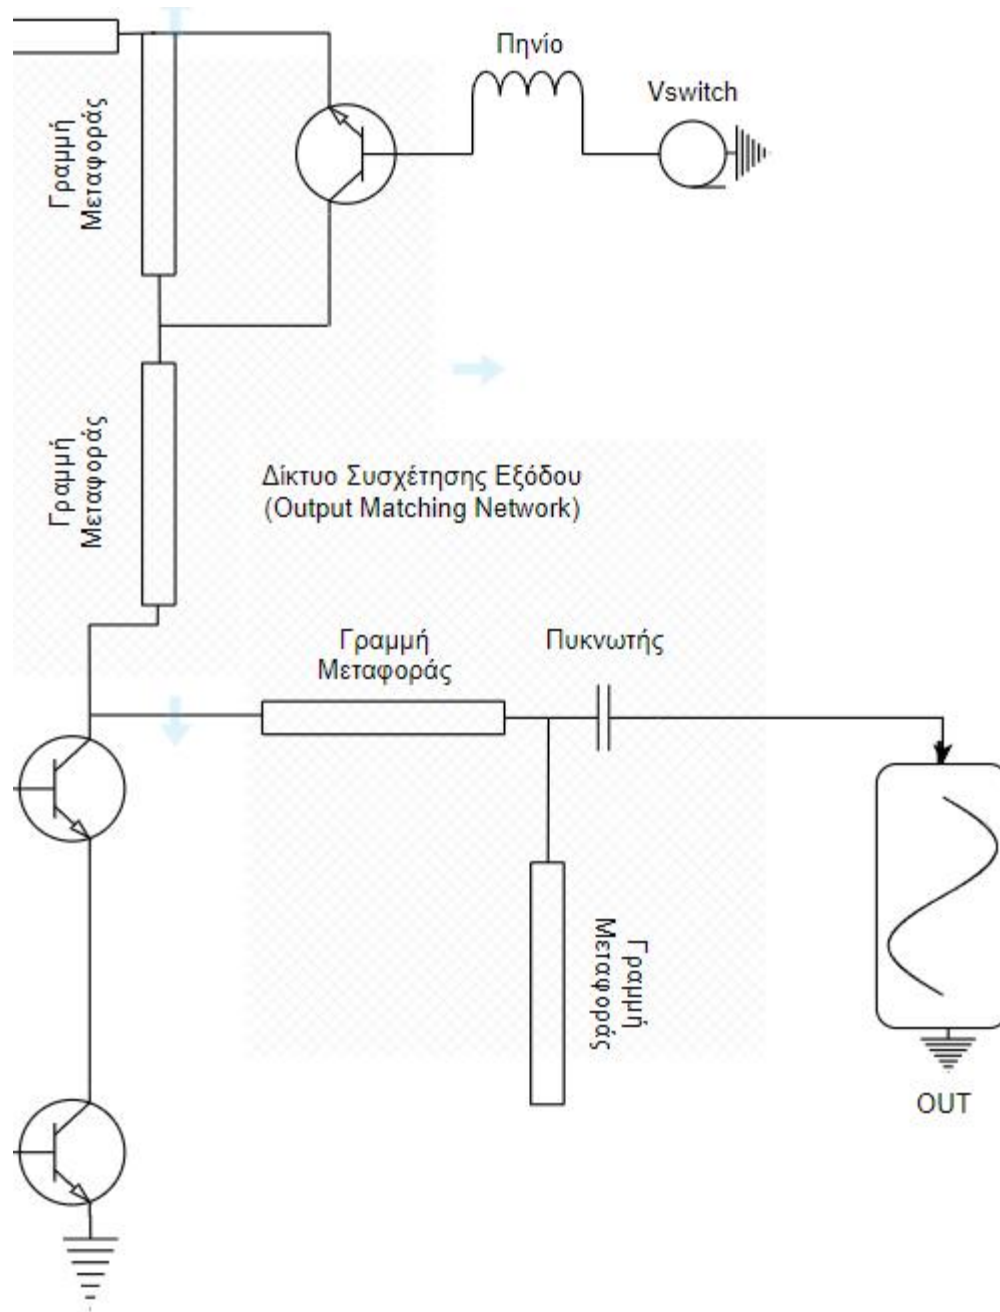 Πηνίο
Vswitch
Γραμμή
Μεταφοράς
Γραμμή
Μεταφοράς
Δίκτυο Συσχέτησης Εξόδου
(Output Matching Network)
Γραμμή
Μεταφοράς
Πυκνωτής
Γραμμή
Μεταφοράς
OUT